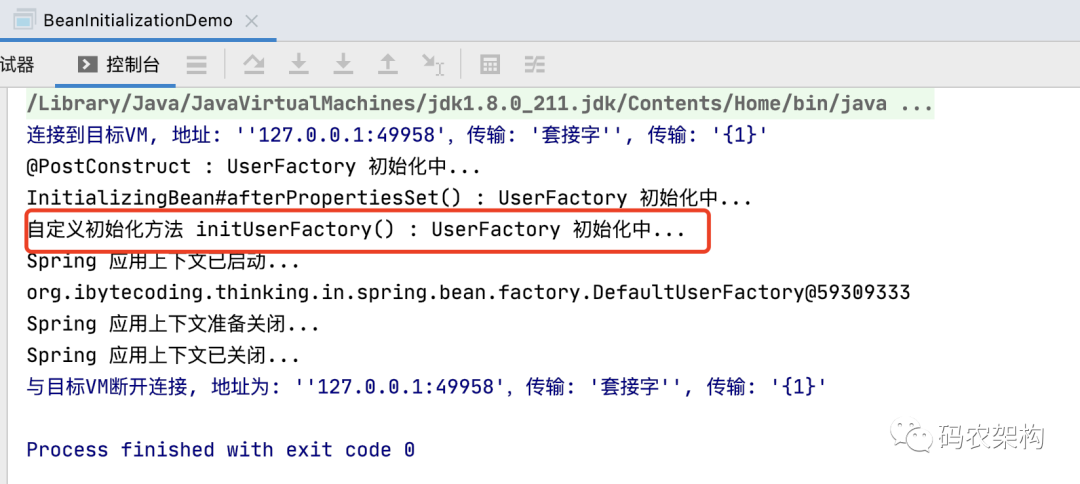 BeanInitializationDemo
试器 控制台
/Library/Java/JavaVirtualMachines/jdk1.8.0_211.jdk/Contents/Home/bin/java ...
连接到目标VM, 地址: ''127.0.0.1:49958', 传输: '套接字'', 传输: '{1}'
@PostConstruct : UserFactory 初始化中...
InitializingBean#afterPropertiesSet() : UserFactory 初始化中...
自定义初始化方法 initUserFactory() : UserFactory 初始化中...
Spring 应用上下文已启动...
org.ibytecoding.thinking.in.spring.bean.factory.DefaultUserFactory@59309333
Spring 应用上下文准备关闭...
Spring 应用上下文已关闭...
与目标VM断开连接, 地址为: ''127.0.0.1:49958', 传输: '套接字'', 传输: '{1}'
Process finished with exit code 0
码农架构